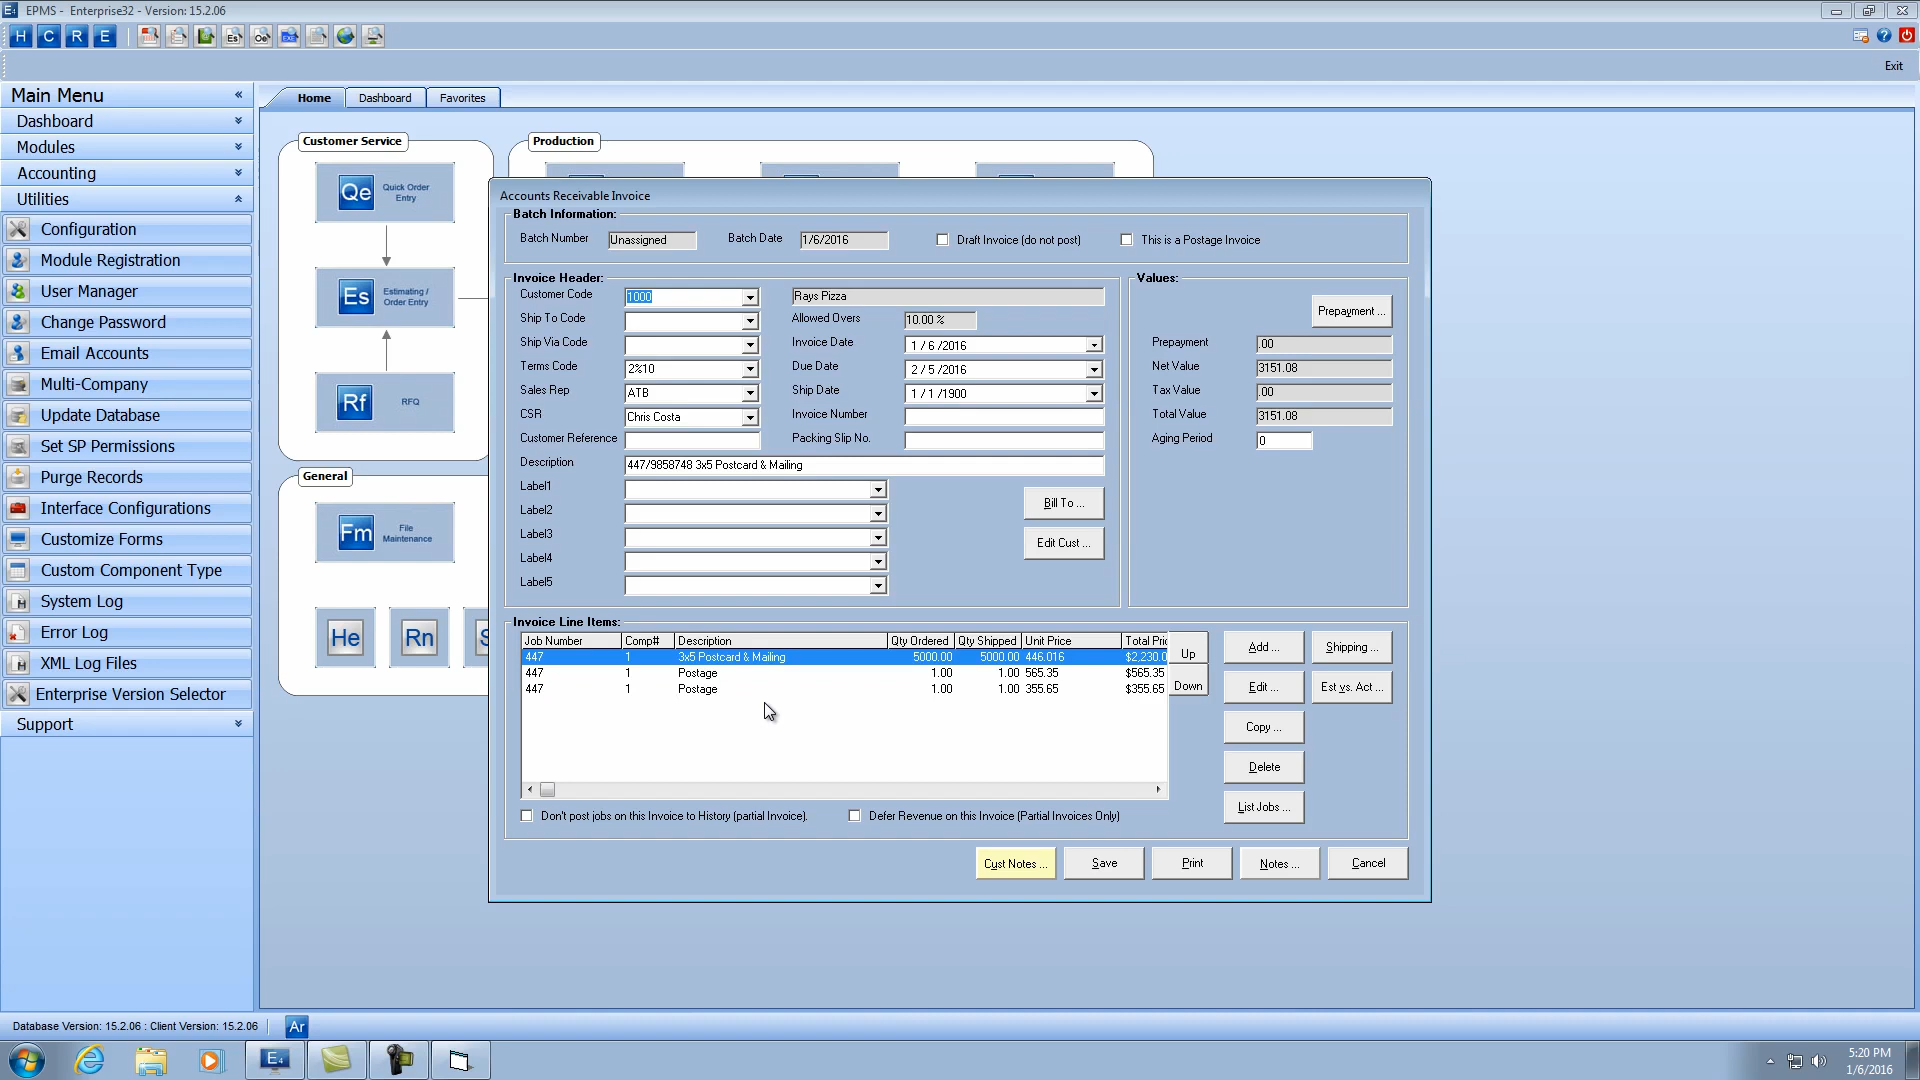 EPMS - Enterprise32 - Version: 15.2.06
H C R E
Es Oe EXE
Exit
Main Menu
Dashboard
Modules
Accounting
Utilities
Configuration
Module Registration
User Manager
Change Password
Email Accounts
Multi-Company
Update Database
Set SP Permissions
Purge Records
Interface Configurations
Customize Forms
Custom Component Type
System Log
Error Log
XML Log Files
Enterprise Version Selector
Support
Home Dashboard Favorites
Customer Service
Qe Quick Order
Entry
Es Estimating /
Order Entry
Rf RFQ
General
Fm File
Maintenance
He Rn
Production
Accounts Receivable Invoice
Batch Information:
Batch Number Unassigned Batch Date 1/6/2016 Draft Invoice (do not post) This is a Postage Invoice
Invoice Header:
Customer Code 1000 Rays Pizza
Ship To Code Allowed Overs 10.00 %
Ship Via Code Invoice Date 1 / 6 /2016
Terms Code 2%10 Due Date 2 / 5 /2016
Sales Rep ATB Ship Date 1 / 1 /1900
CSR Chris Costa Invoice Number
Customer Reference Packing Slip No.
Description 447/9858748 3x5 Postcard & Mailing
Label1
Label2
Label3
Label4
Label5
Bill To ...
Edit Cust ...
Values:
Prepayment ...
Prepayment .00
Net Value 3151.08
Tax Value .00
Total Value 3151.08
Aging Period 0
Invoice Line Items:
Job Number Comp# Description Qty Ordered Qty Shipped Unit Price Total Pric
447 1 3x5 Postcard & Mailing 5000.00 5000.00 446.016 $2,230.0
447 1 Postage 1.00 1.00 565.35 $565.35
447 1 Postage 1.00 1.00 355.65 $355.65
Up
Down
Add ... Shipping ...
Edit ... Est vs. Act ...
Copy ...
Delete
List Jobs ...
Don't post jobs on this Invoice to History (partial Invoice). Defer Revenue on this Invoice (Partial Invoices Only)
Cust Notes ... Save Print Notes ... Cancel
Database Version: 15.2.06 : Client Version: 15.2.06 Ar
E4
5:20 PM
1/6/2016